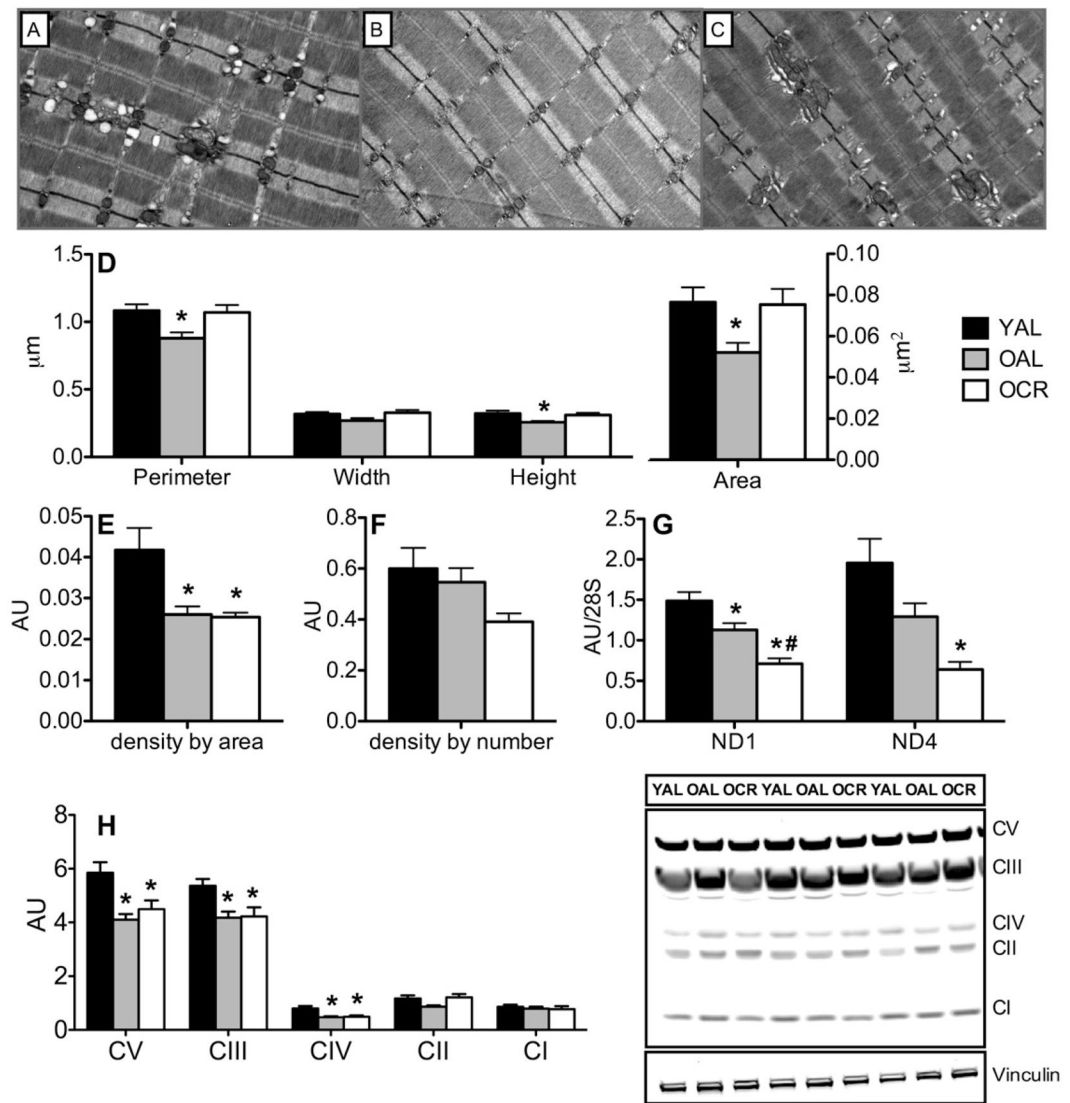 A
B
C
D
1.5
1.0
0.5
0.0
µm
Perimeter
Width
Height
Area
0.10
0.08
0.06
0.04
0.02
0.00
µm²
*
*
*
YAL
OAL
OCR
E
0.05
0.04
0.03
0.02
0.01
0.00
AU
* *
density by area
F
0.8
0.6
0.4
0.2
0.0
AU
density by number
G
2.5
2.0
1.5
1.0
0.5
0.0
AU/28S
*
*#
*
ND1
ND4
H
8
6
4
2
0
AU
* *
* *
* *
CV
CIII
CIV
CII
CI
YAL OAL OCR YAL OAL OCR YAL OAL OCR
CV
CIII
CIV
CII
CI
Vinculin